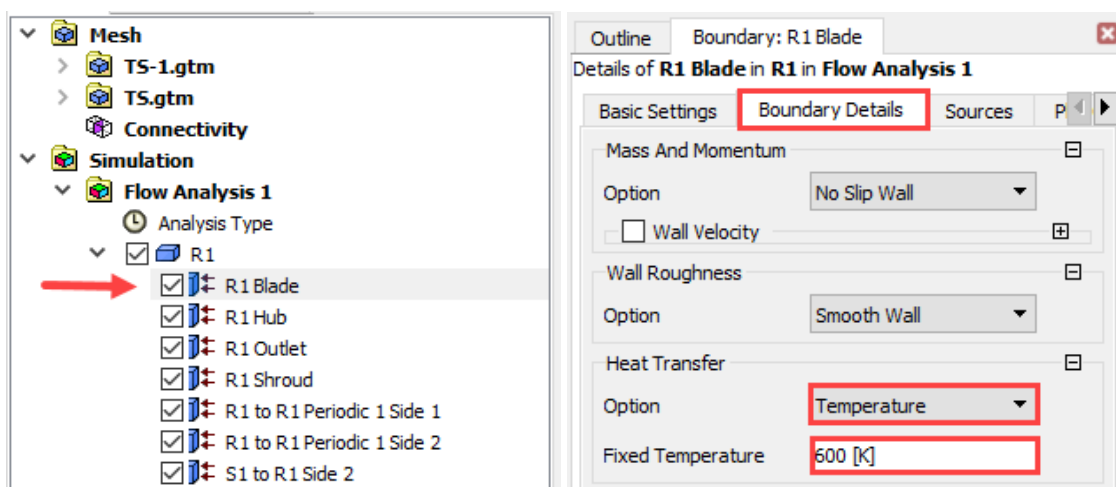 Mesh
TS-1.gtm
TS.gtm
Connectivity
Simulation
Flow Analysis 1
Analysis Type
R1
R1 Blade
R1 Hub
R1 Outlet
R1 Shroud
R1 to R1 Periodic 1 Side 1
R1 to R1 Periodic 1 Side 2
S1 to R1 Side 2
Outline Boundary: R1 Blade
Details of R1 Blade in R1 in Flow Analysis 1
Basic Settings Boundary Details Sources P
Mass And Momentum
Option No Slip Wall
Wall Velocity
Wall Roughness
Option Smooth Wall
Heat Transfer
Option Temperature
Fixed Temperature 600 [K]